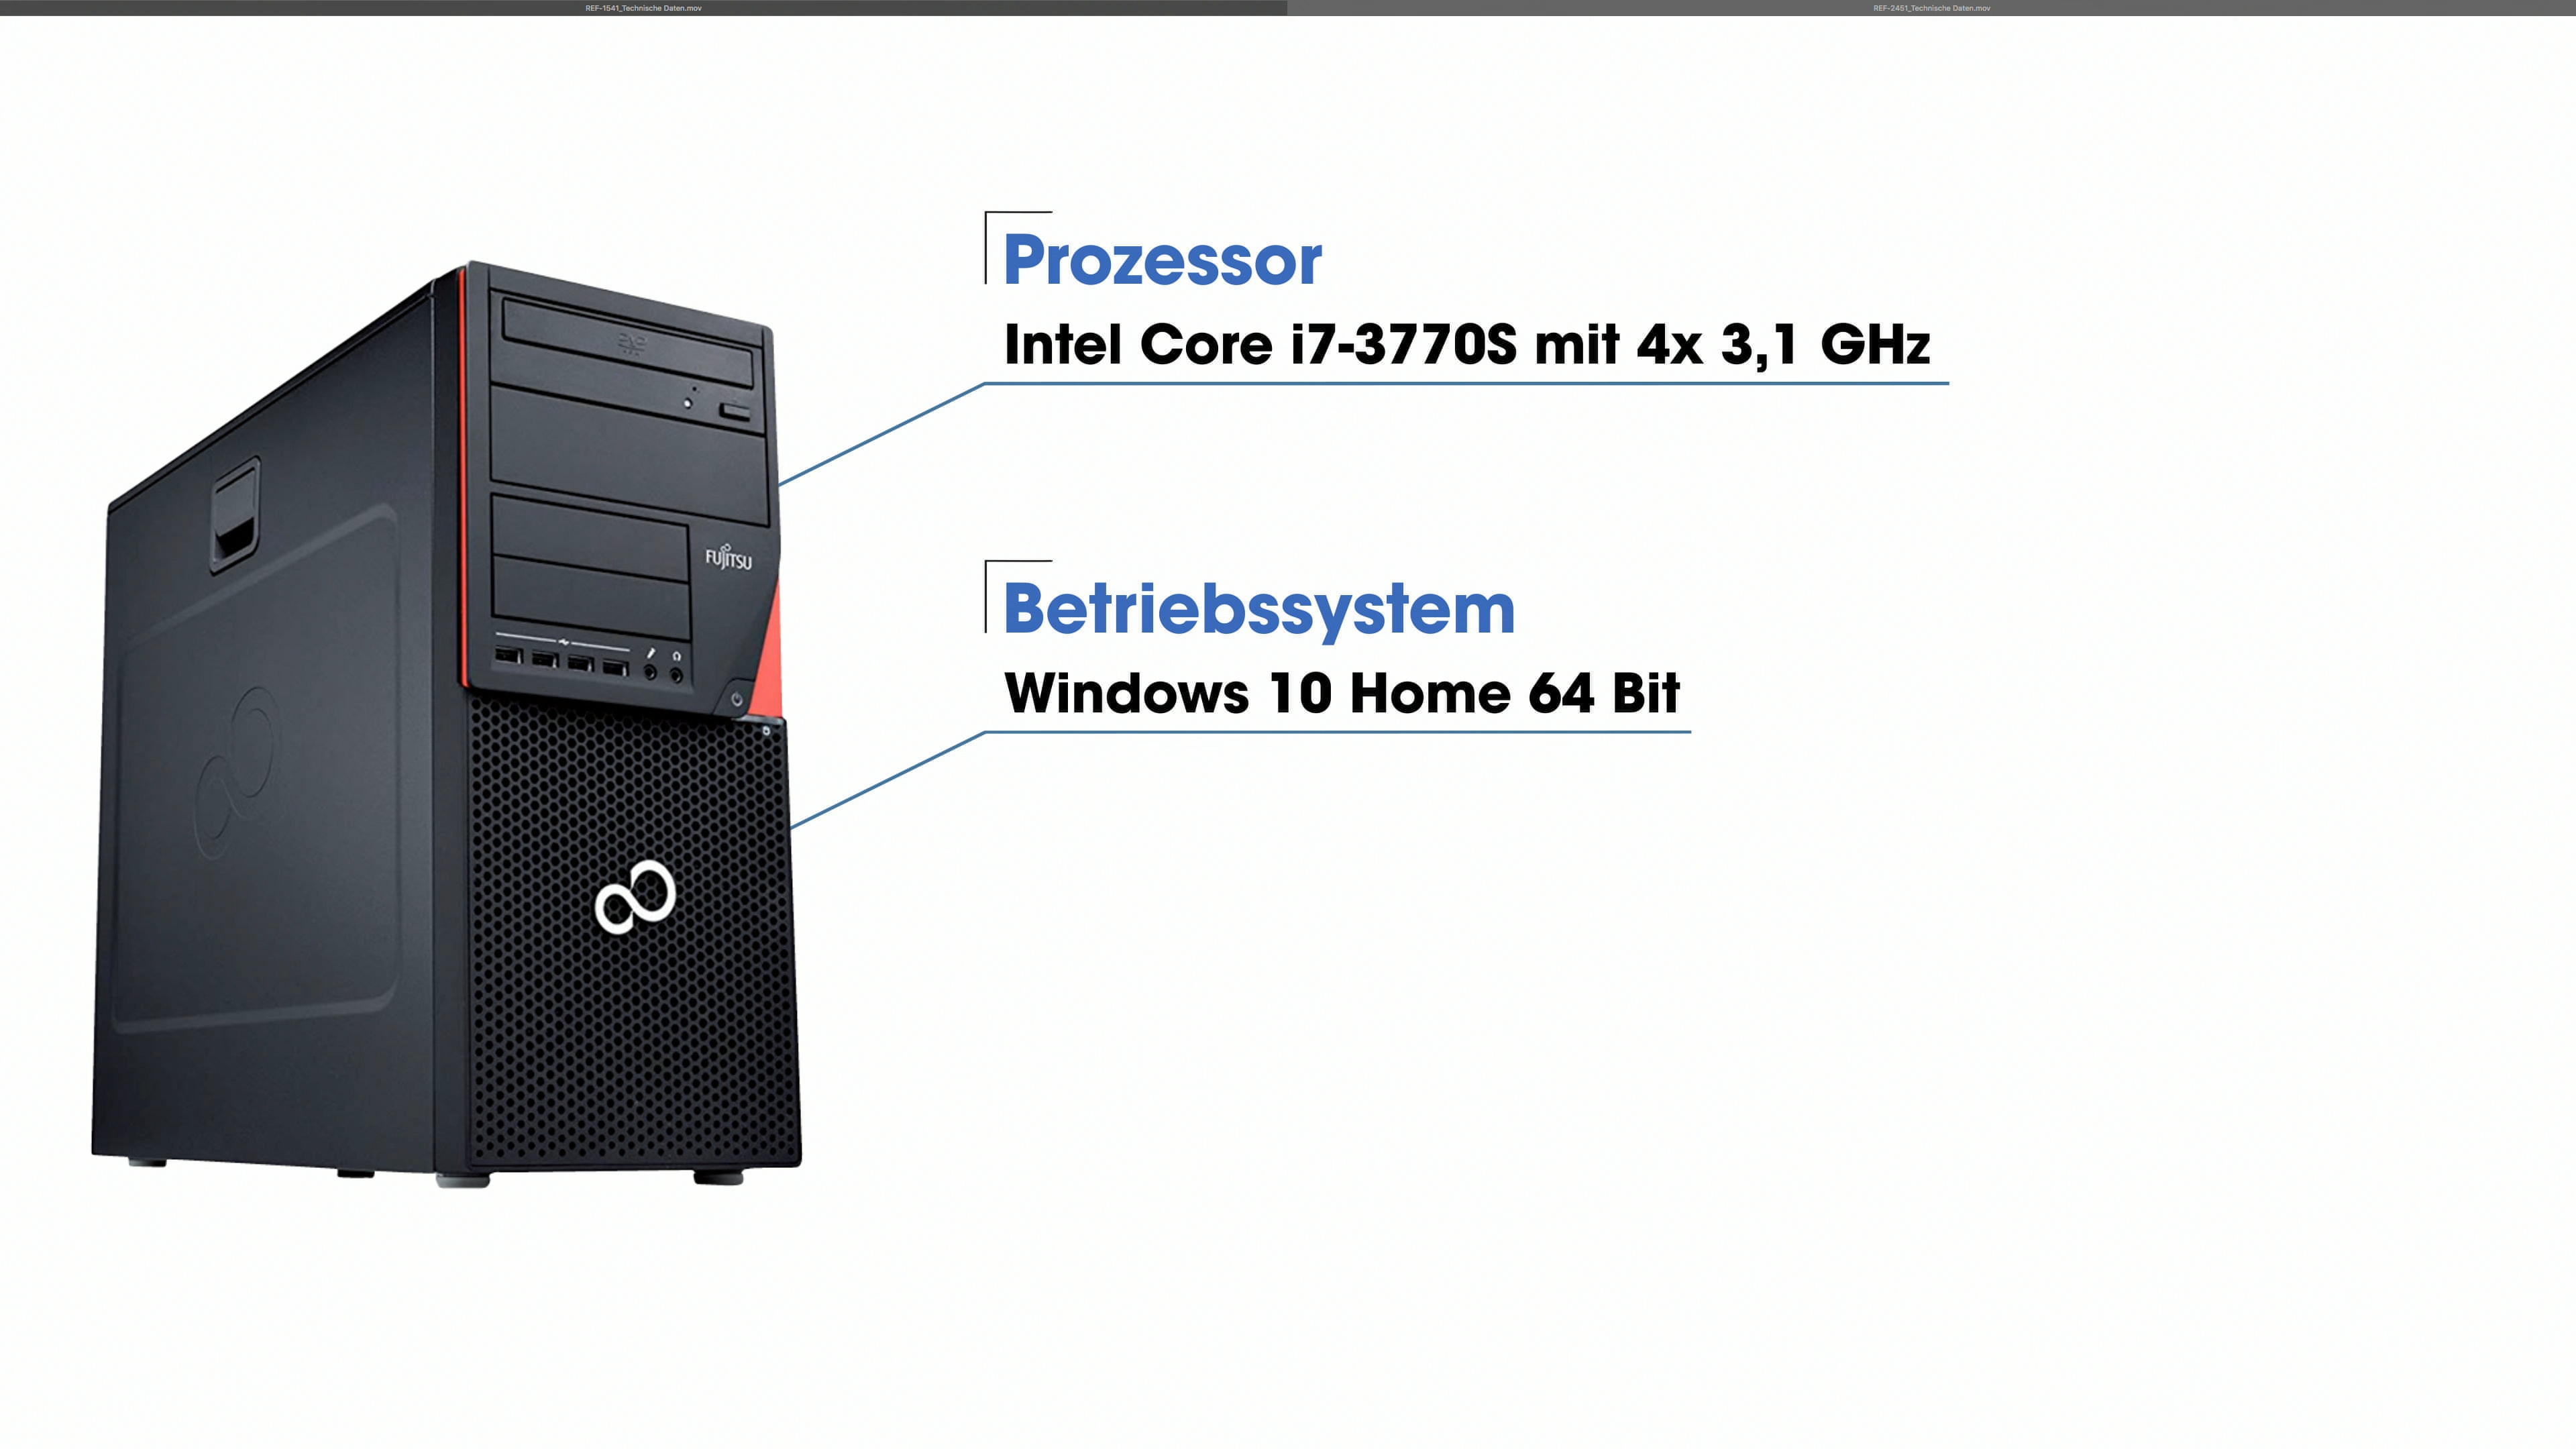 REF-1541_Technische Daten.mov
REF-2451_Technische Daten.mov
Prozessor
Intel Core i7-3770S mit 4x 3,1 GHz
FUJITSU
Betriebssystem
Windows 10 Home 64 Bit